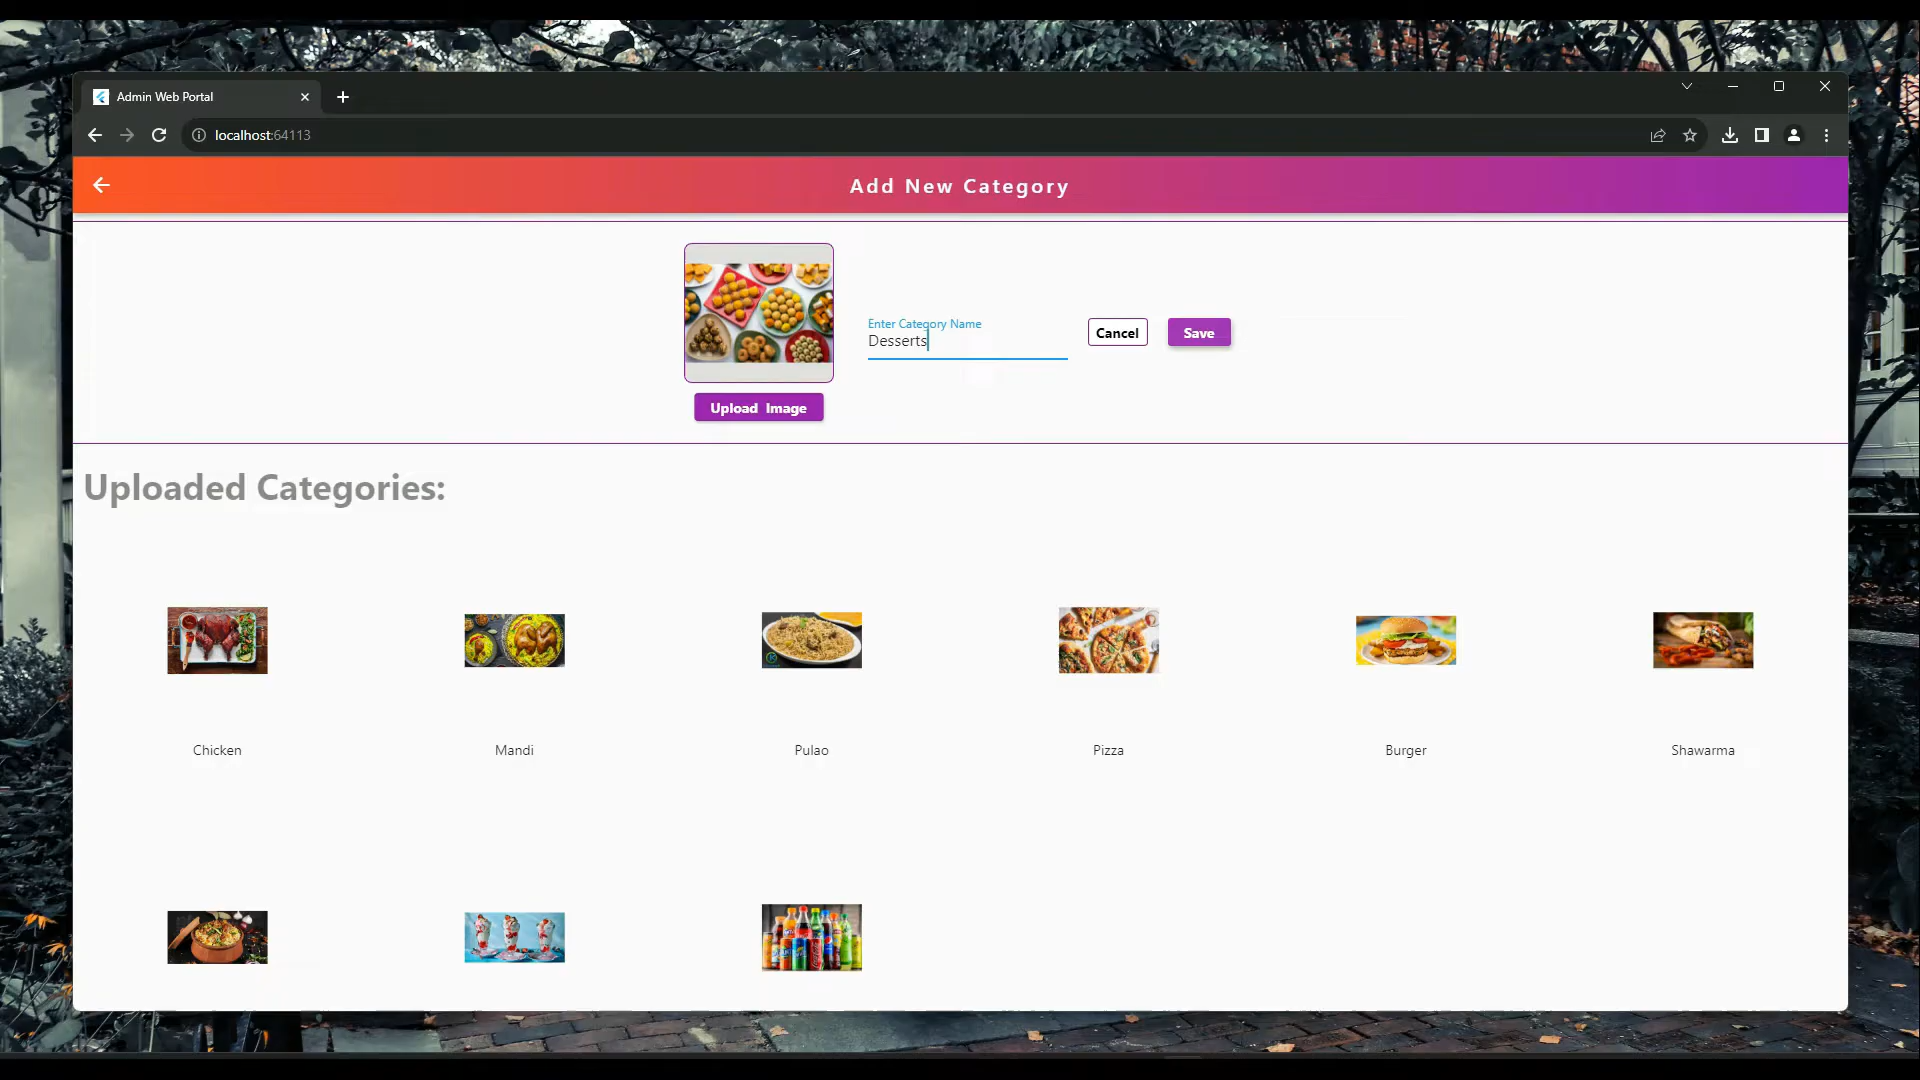 Admin Web Portal
localhost:64113
Add New Category
Enter Category Name
Desserts
Cancel
Save
Upload Image
Uploaded Categories:
Chicken
Mandi
Pulao
Pizza
Burger
Shawarma